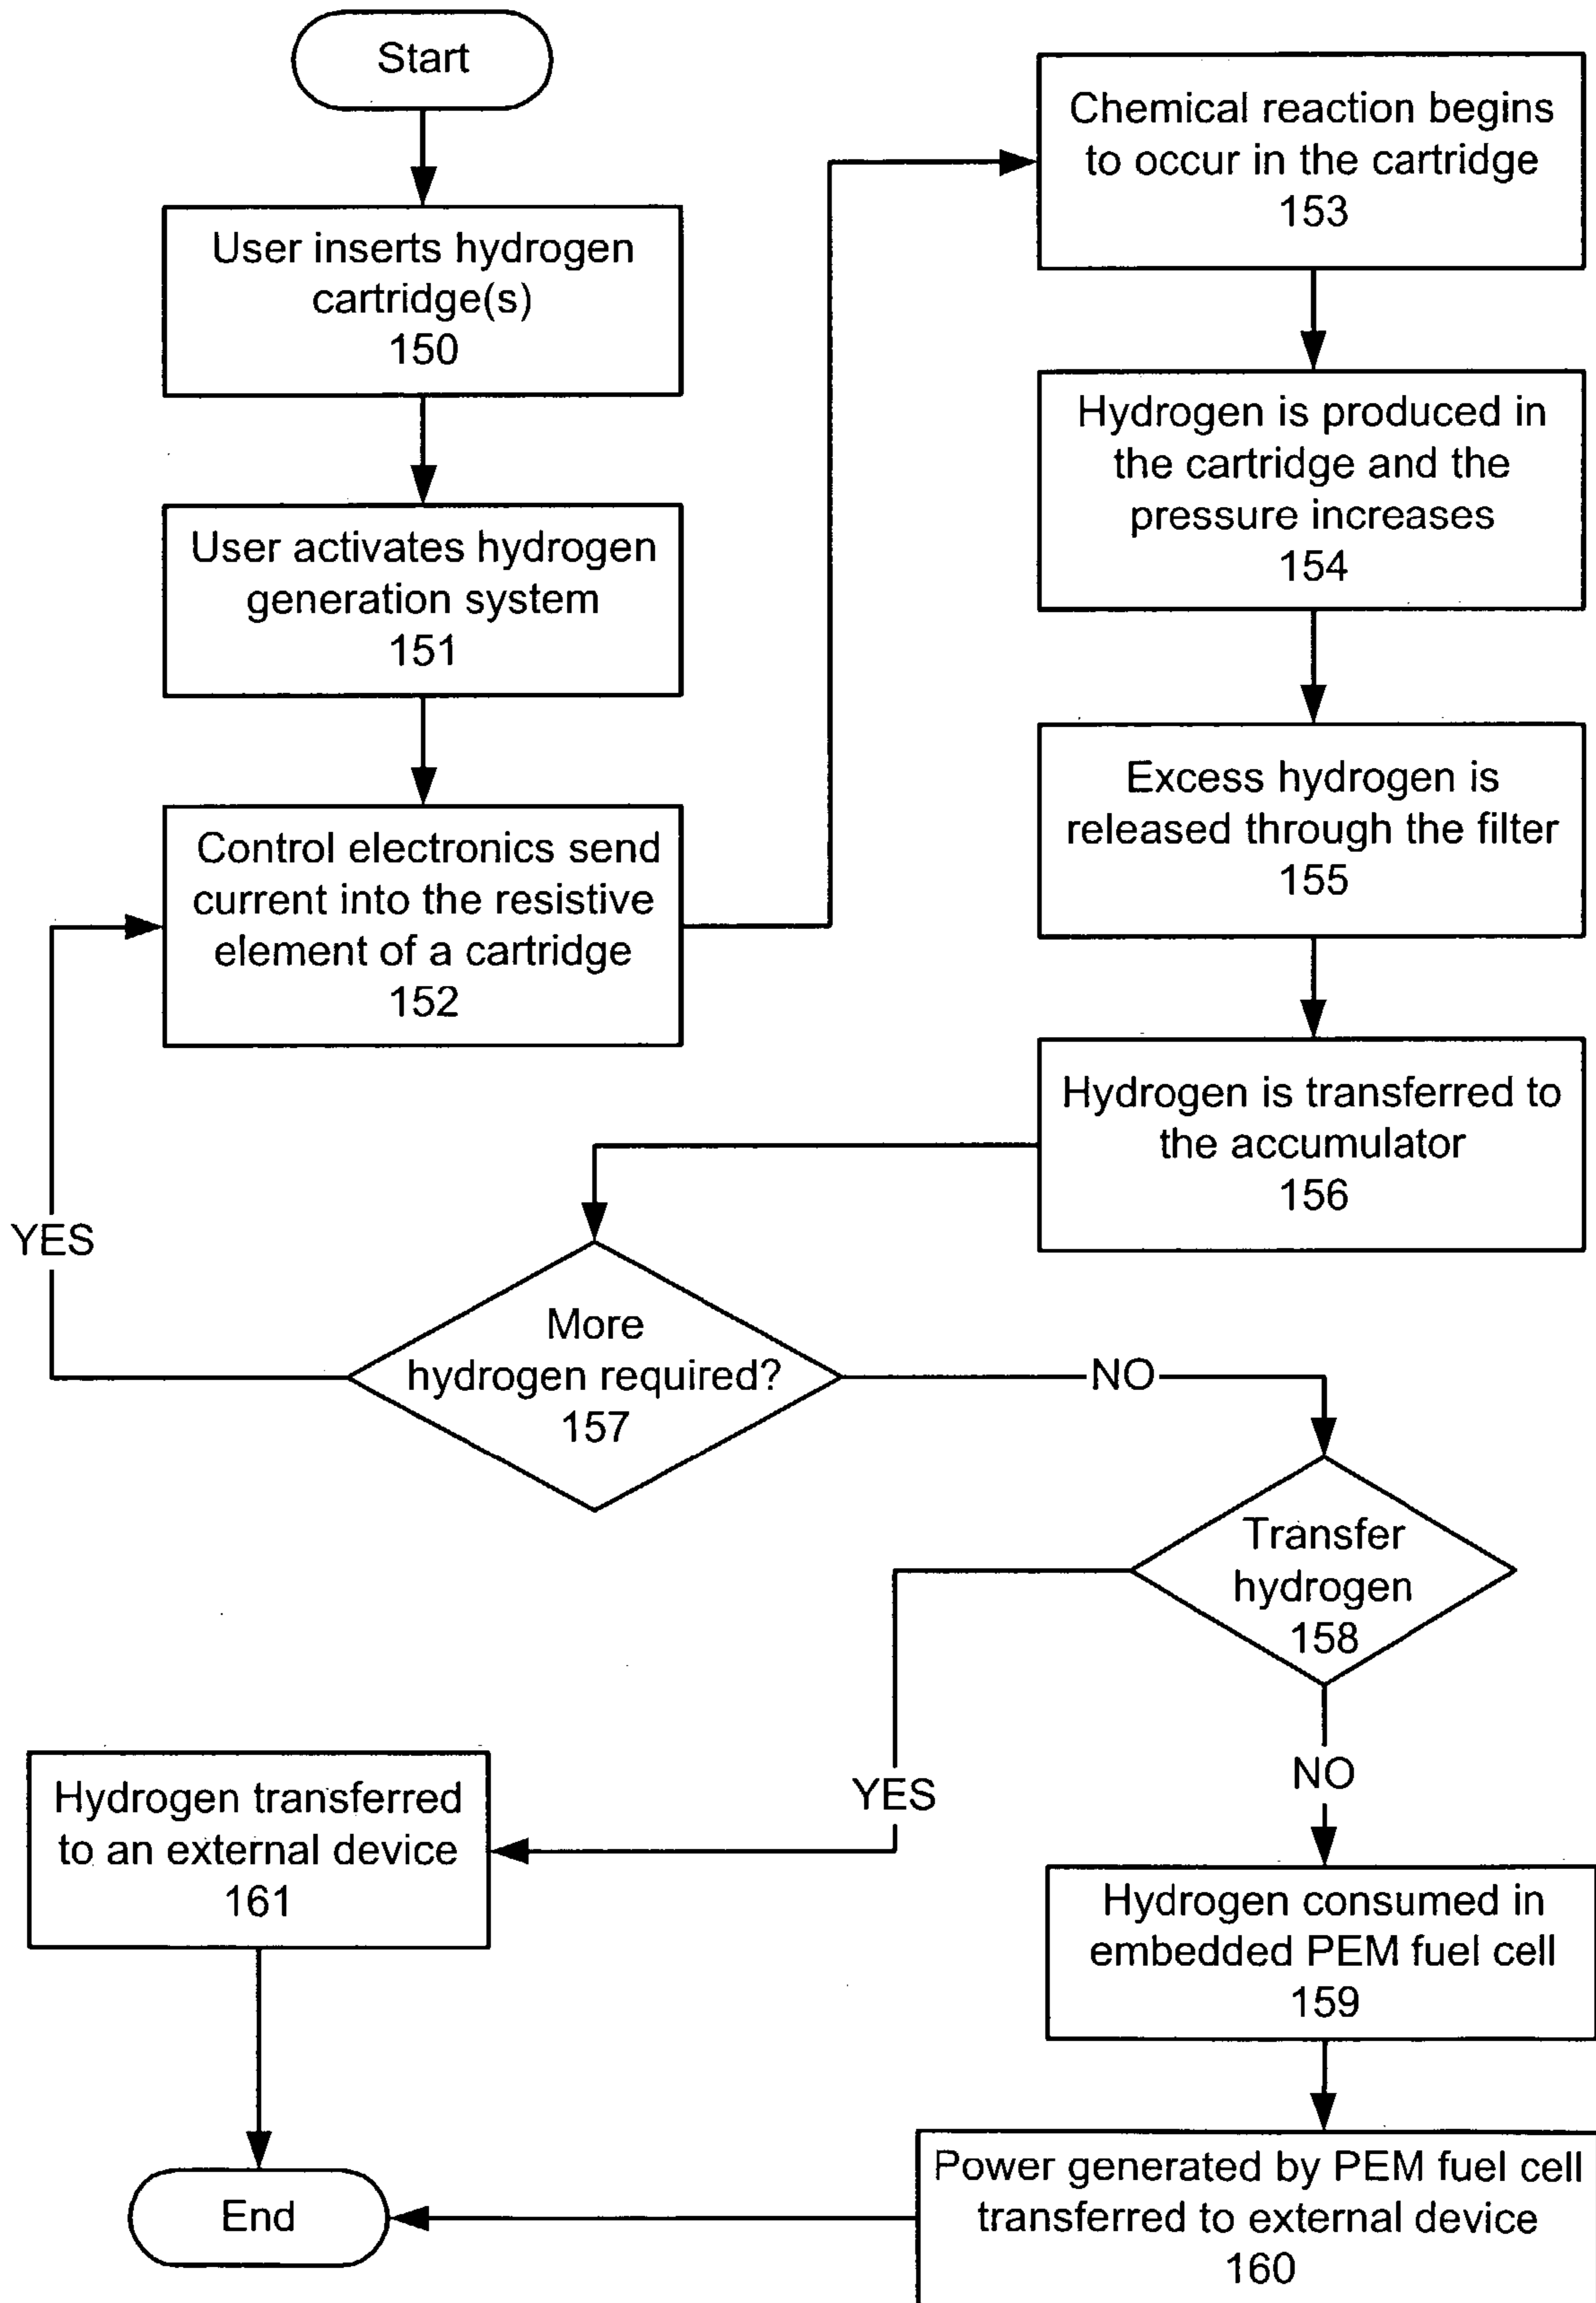 Start
User inserts hydrogen
cartridge(s)
150
User activates hydrogen
generation system
151
Control electronics send
current into the resistive
element of a cartridge
152
Chemical reaction begins
to occur in the cartridge
153
Hydrogen is produced in
the cartridge and the
pressure increases
154
Excess hydrogen is
released through the filter
155
Hydrogen is transferred to
the accumulator
156
YES
More
hydrogen required?
157
NO
Transfer
hydrogen
158
YES
NO
Hydrogen transferred
to an external device
161
Hydrogen consumed in
embedded PEM fuel cell
159
Power generated by PEM fuel cell
transferred to external device
160
End